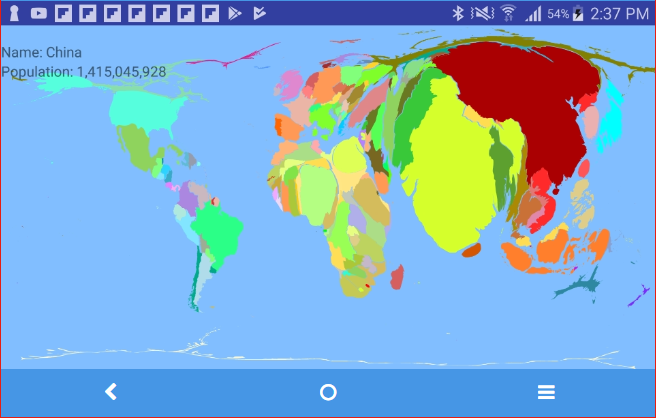 54% 2:37 PM
Name: China
Population: 1,415,045,928